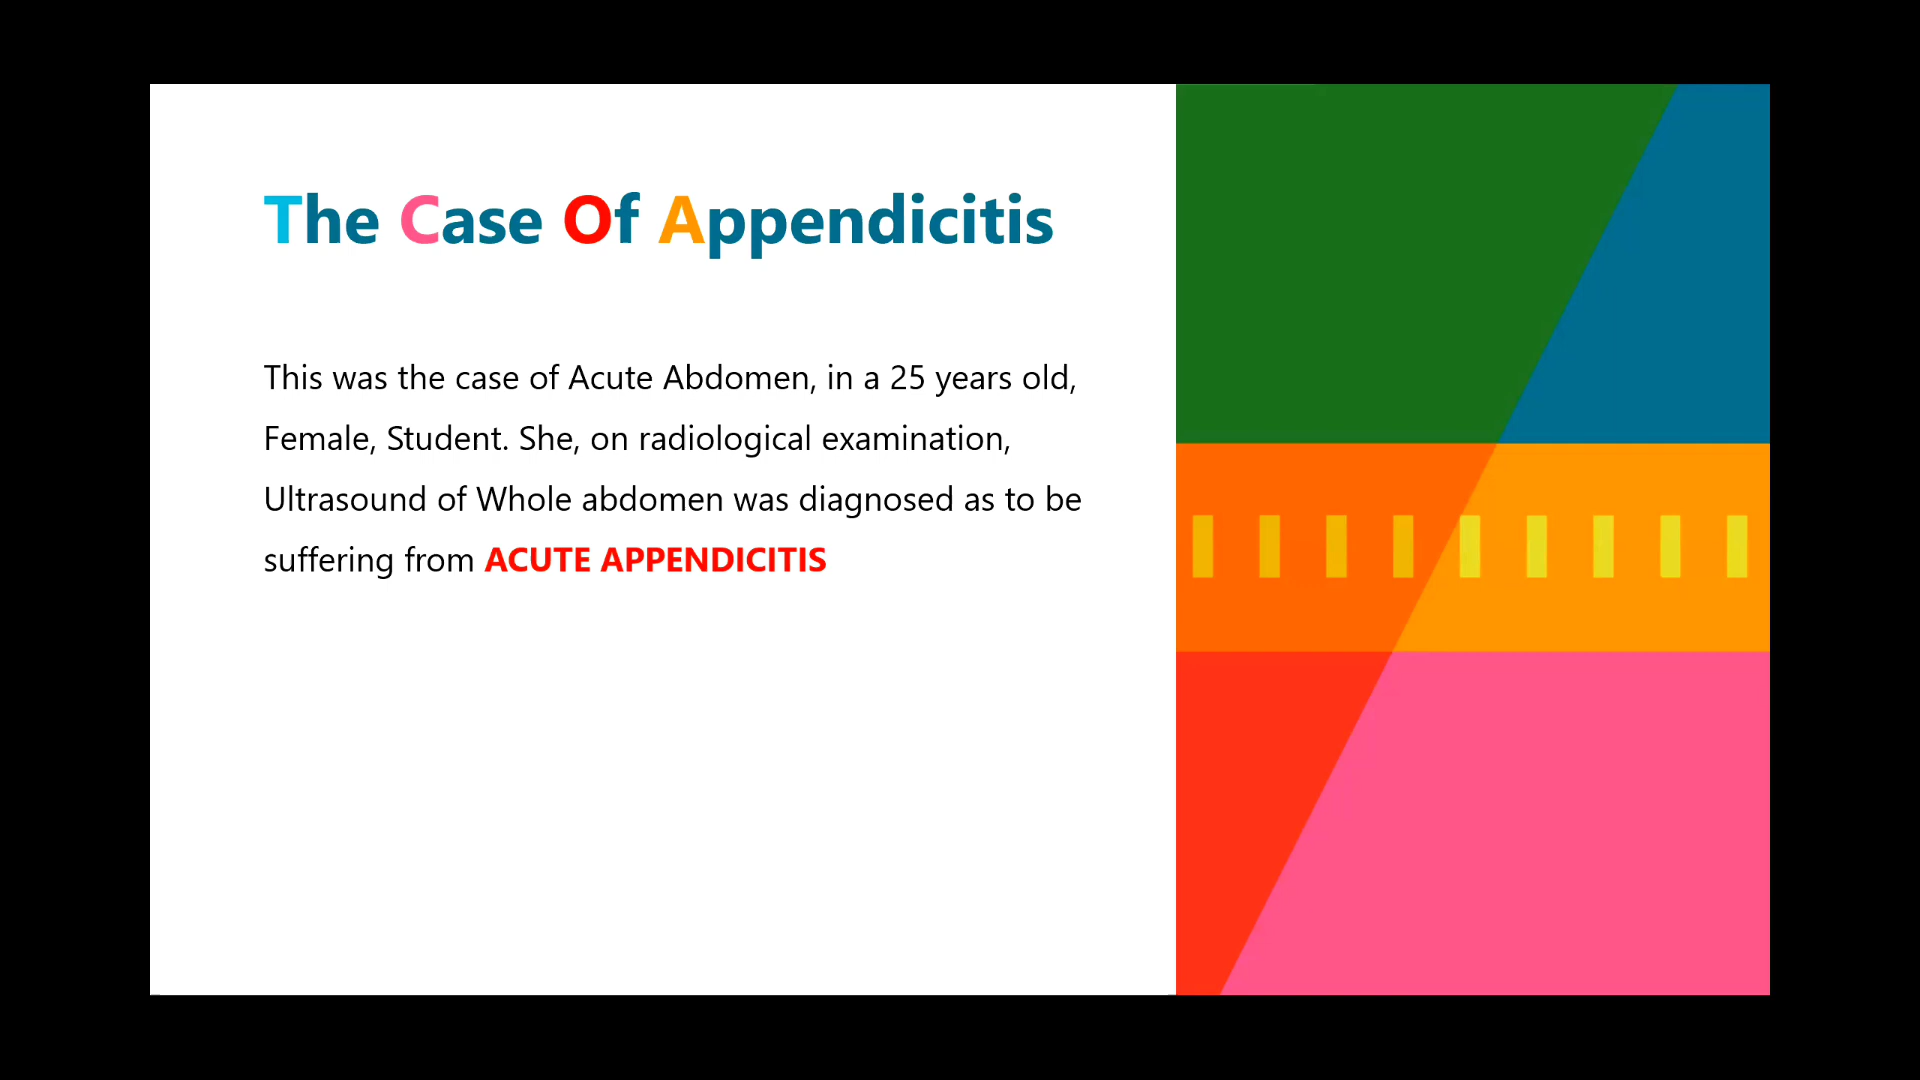 The Case Of Appendicitis
This was the case of Acute Abdomen, in a 25 years old,
Female, Student. She, on radiological examination,
Ultrasound of Whole abdomen was diagnosed as to be
suffering from ACUTE APPENDICITIS